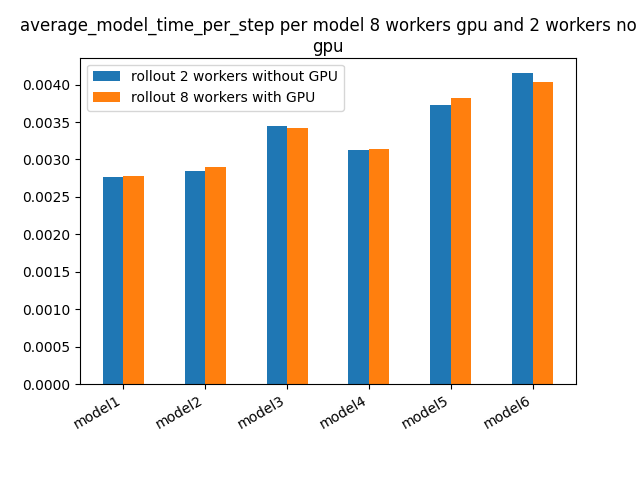 average_model_time_per_step per model 8 workers gpu and 2 workers no
gpu
rollout 2 workers without GPU
rollout 8 workers with GPU
0.0040
0.0035
0.0030
0.0025
0.0020
0.0015
0.0010
0.0005
0.0000
model1
model2
model3
model4
model5
model6